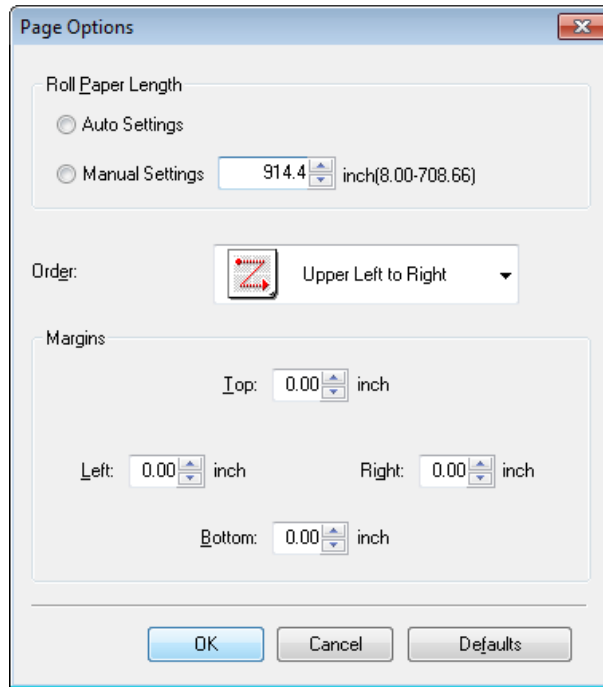 Page Options
Roll Paper Length
Auto Settings
Manual Settings 914.4 inch(8.00-708.66)
Order: Upper Left to Right
Margins
Top: 0.00 inch
Left: 0.00 inch Right: 0.00 inch
Bottom: 0.00 inch
OK Cancel Defaults